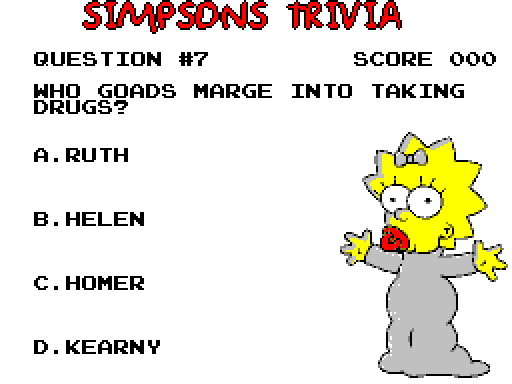 SIMPSONS TRIVIA
QUESTION #7 SCORE 000
WHO GOADS MARGE INTO TAKING
DRUGS?
A.RUTH
B.HELEN
C.HOMER
D.KEARNY